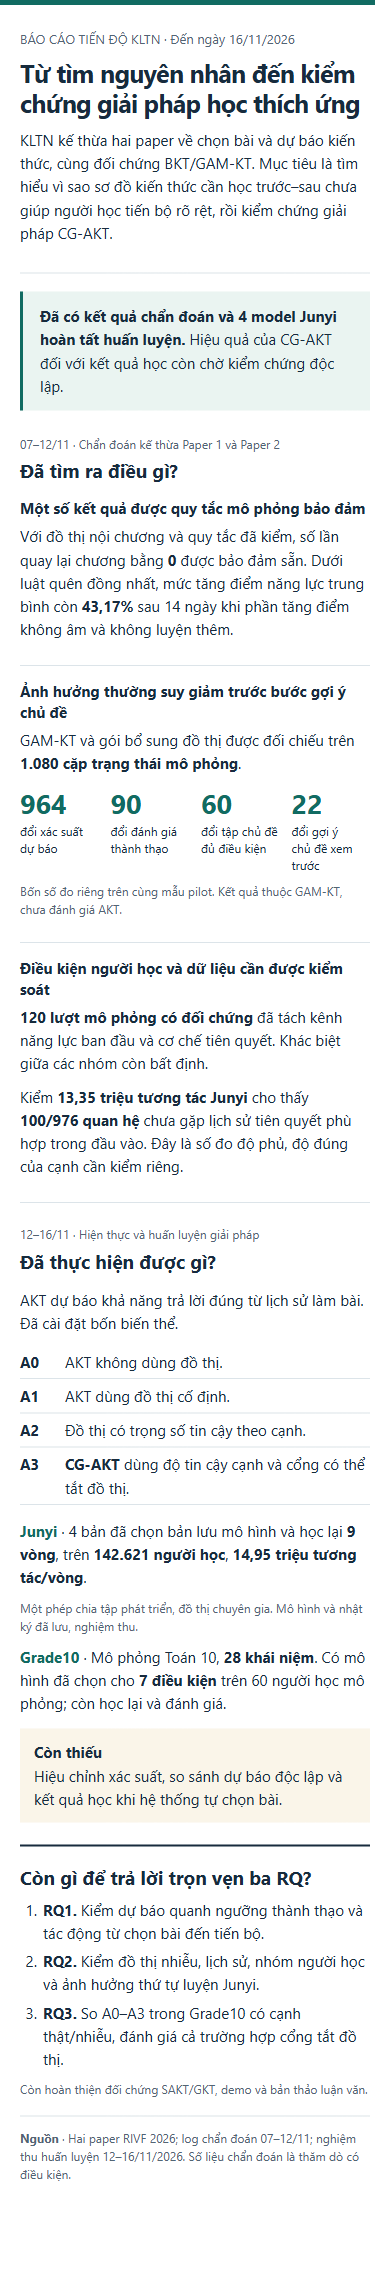 BÁO CÁO TIẾN ĐỘ KLTN · Đến ngày 16/11/2026
Từ tìm nguyên nhân đến kiểm
chứng giải pháp học thích ứng
KLTN kế thừa hai paper về chọn bài và dự báo kiến
thức, cùng đối chứng BKT/GAM-KT. Mục tiêu là tìm
hiểu vì sao sơ đồ kiến thức cần học trước–sau chưa
giúp người học tiến bộ rõ rệt, rồi kiểm chứng giải
pháp CG-AKT.
Đã có kết quả chẩn đoán và 4 model Junyi
hoàn tất huấn luyện. Hiệu quả của CG-AKT
đối với kết quả học còn chờ kiểm chứng độc
lập.
07–12/11 · Chẩn đoán kế thừa Paper 1 và Paper 2
Đã tìm ra điều gì?
Một số kết quả được quy tắc mô phỏng bảo đảm
Với đồ thị nội chương và quy tắc đã kiểm, số lần
quay lại chương bằng 0 được bảo đảm sẵn. Dưới
luật quên đồng nhất, mức tăng điểm năng lực trung
bình còn 43,17% sau 14 ngày khi phần tăng điểm
không âm và không luyện thêm.
Ảnh hưởng thường suy giảm trước bước gợi ý
chủ đề
GAM-KT và gói bổ sung đồ thị được đối chiếu trên
1.080 cặp trạng thái mô phỏng.
964 90 60 22
đổi xác suất đổi đánh giá đổi tập chủ đề đổi gợi ý
dự báo thành thạo đủ điều kiện chủ đề xem
trước
Bốn số đo riêng trên cùng mẫu pilot. Kết quả thuộc GAM-KT,
chưa đánh giá AKT.
Điều kiện người học và dữ liệu cần được kiểm
soát
120 lượt mô phỏng có đối chứng đã tách kênh
năng lực ban đầu và cơ chế tiên quyết. Khác biệt
giữa các nhóm còn bất định.
Kiểm 13,35 triệu tương tác Junyi cho thấy
100/976 quan hệ chưa gặp lịch sử tiên quyết phù
hợp trong đầu vào. Đây là số đo độ phủ, độ đúng
của cạnh cần kiểm riêng.
12–16/11 · Hiện thực và huấn luyện giải pháp
Đã thực hiện được gì?
AKT dự báo khả năng trả lời đúng từ lịch sử làm bài.
Đã cài đặt bốn biến thể.
A0 AKT không dùng đồ thị.
A1 AKT dùng đồ thị cố định.
A2 Đồ thị có trọng số tin cậy theo cạnh.
A3 CG-AKT dùng độ tin cậy cạnh và cổng có thể
tắt đồ thị.
Junyi · 4 bản đã chọn bản lưu mô hình và học lại 9
vòng, trên 142.621 người học, 14,95 triệu tương
tác/vòng.
Một phép chia tập phát triển, đồ thị chuyên gia. Mô hình và nhật
ký đã lưu, nghiệm thu.
Grade10 · Mô phỏng Toán 10, 28 khái niệm. Có mô
hình đã chọn cho 7 điều kiện trên 60 người học mô
phỏng; còn học lại và đánh giá.
Còn thiếu
Hiệu chỉnh xác suất, so sánh dự báo độc lập và
kết quả học khi hệ thống tự chọn bài.
Còn gì để trả lời trọn vẹn ba RQ?
1. RQ1. Kiểm dự báo quanh ngưỡng thành thạo và
tác động từ chọn bài đến tiến bộ.
2. RQ2. Kiểm đồ thị nhiễu, lịch sử, nhóm người học
và ảnh hưởng thứ tự luyện Junyi.
3. RQ3. So A0–A3 trong Grade10 có cạnh
thật/nhiễu, đánh giá cả trường hợp cổng tắt đồ
thị.
Còn hoàn thiện đối chứng SAKT/GKT, demo và bản thảo luận văn.
Nguồn · Hai paper RIVF 2026; log chẩn đoán 07–12/11; nghiệm
thu huấn luyện 12–16/11/2026. Số liệu chẩn đoán là thăm dò có
điều kiện.